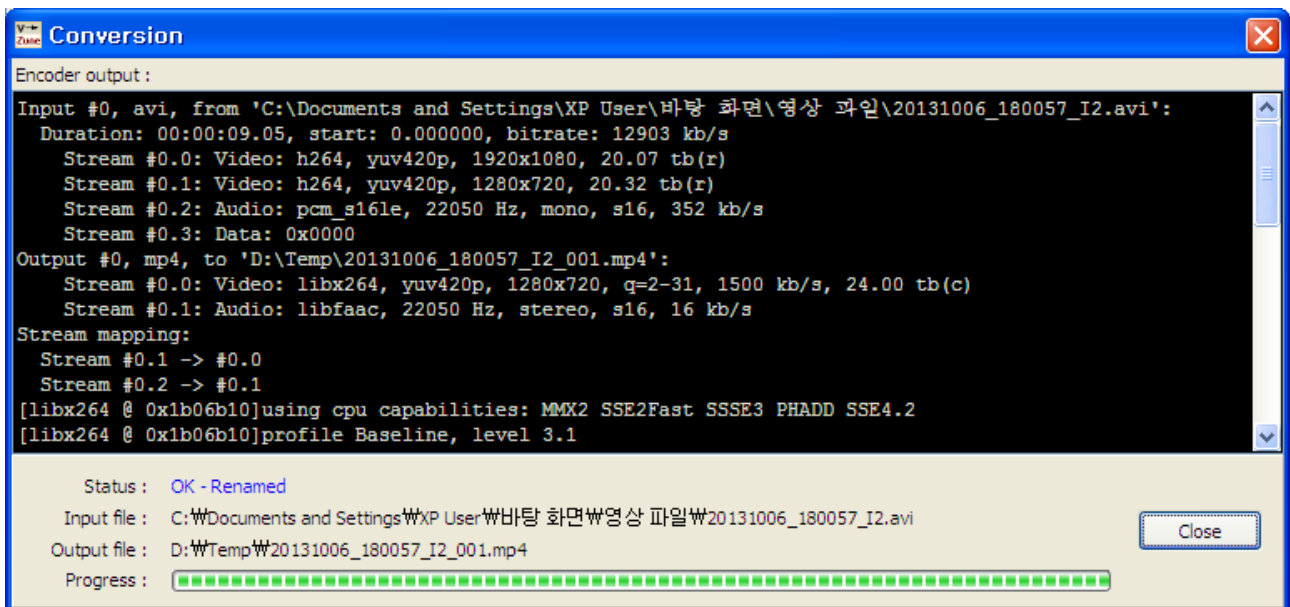 V→
Zune
Conversion
Encoder output :
Input #0, avi, from 'C:\Documents and Settings\XP User\바탕 화면\영상 파일\20131006_180057_I2.avi':
Duration: 00:00:09.05, start: 0.000000, bitrate: 12903 kb/s
Stream #0.0: Video: h264, yuv420p, 1920x1080, 20.07 tb(r)
Stream #0.1: Video: h264, yuv420p, 1280x720, 20.32 tb(r)
Stream #0.2: Audio: pcm_s16le, 22050 Hz, mono, s16, 352 kb/s
Stream #0.3: Data: 0x0000
Output #0, mp4, to 'D:\Temp\20131006_180057_I2_001.mp4':
Stream #0.0: Video: libx264, yuv420p, 1280x720, q=2-31, 1500 kb/s, 24.00 tb(c)
Stream #0.1: Audio: libfaac, 22050 Hz, stereo, s16, 16 kb/s
Stream mapping:
Stream #0.1 -> #0.0
Stream #0.2 -> #0.1
[libx264 @ 0x1b06b10]using cpu capabilities: MMX2 SSE2Fast SSSE3 PHADD SSE4.2
[libx264 @ 0x1b06b10]profile Baseline, level 3.1
Status : OK - Renamed
Input file : C:₩Documents and Settings₩XP User₩바탕 화면₩영상 파일₩20131006_180057_I2.avi
Output file : D:₩Temp₩20131006_180057_I2_001.mp4
Close
Progress :